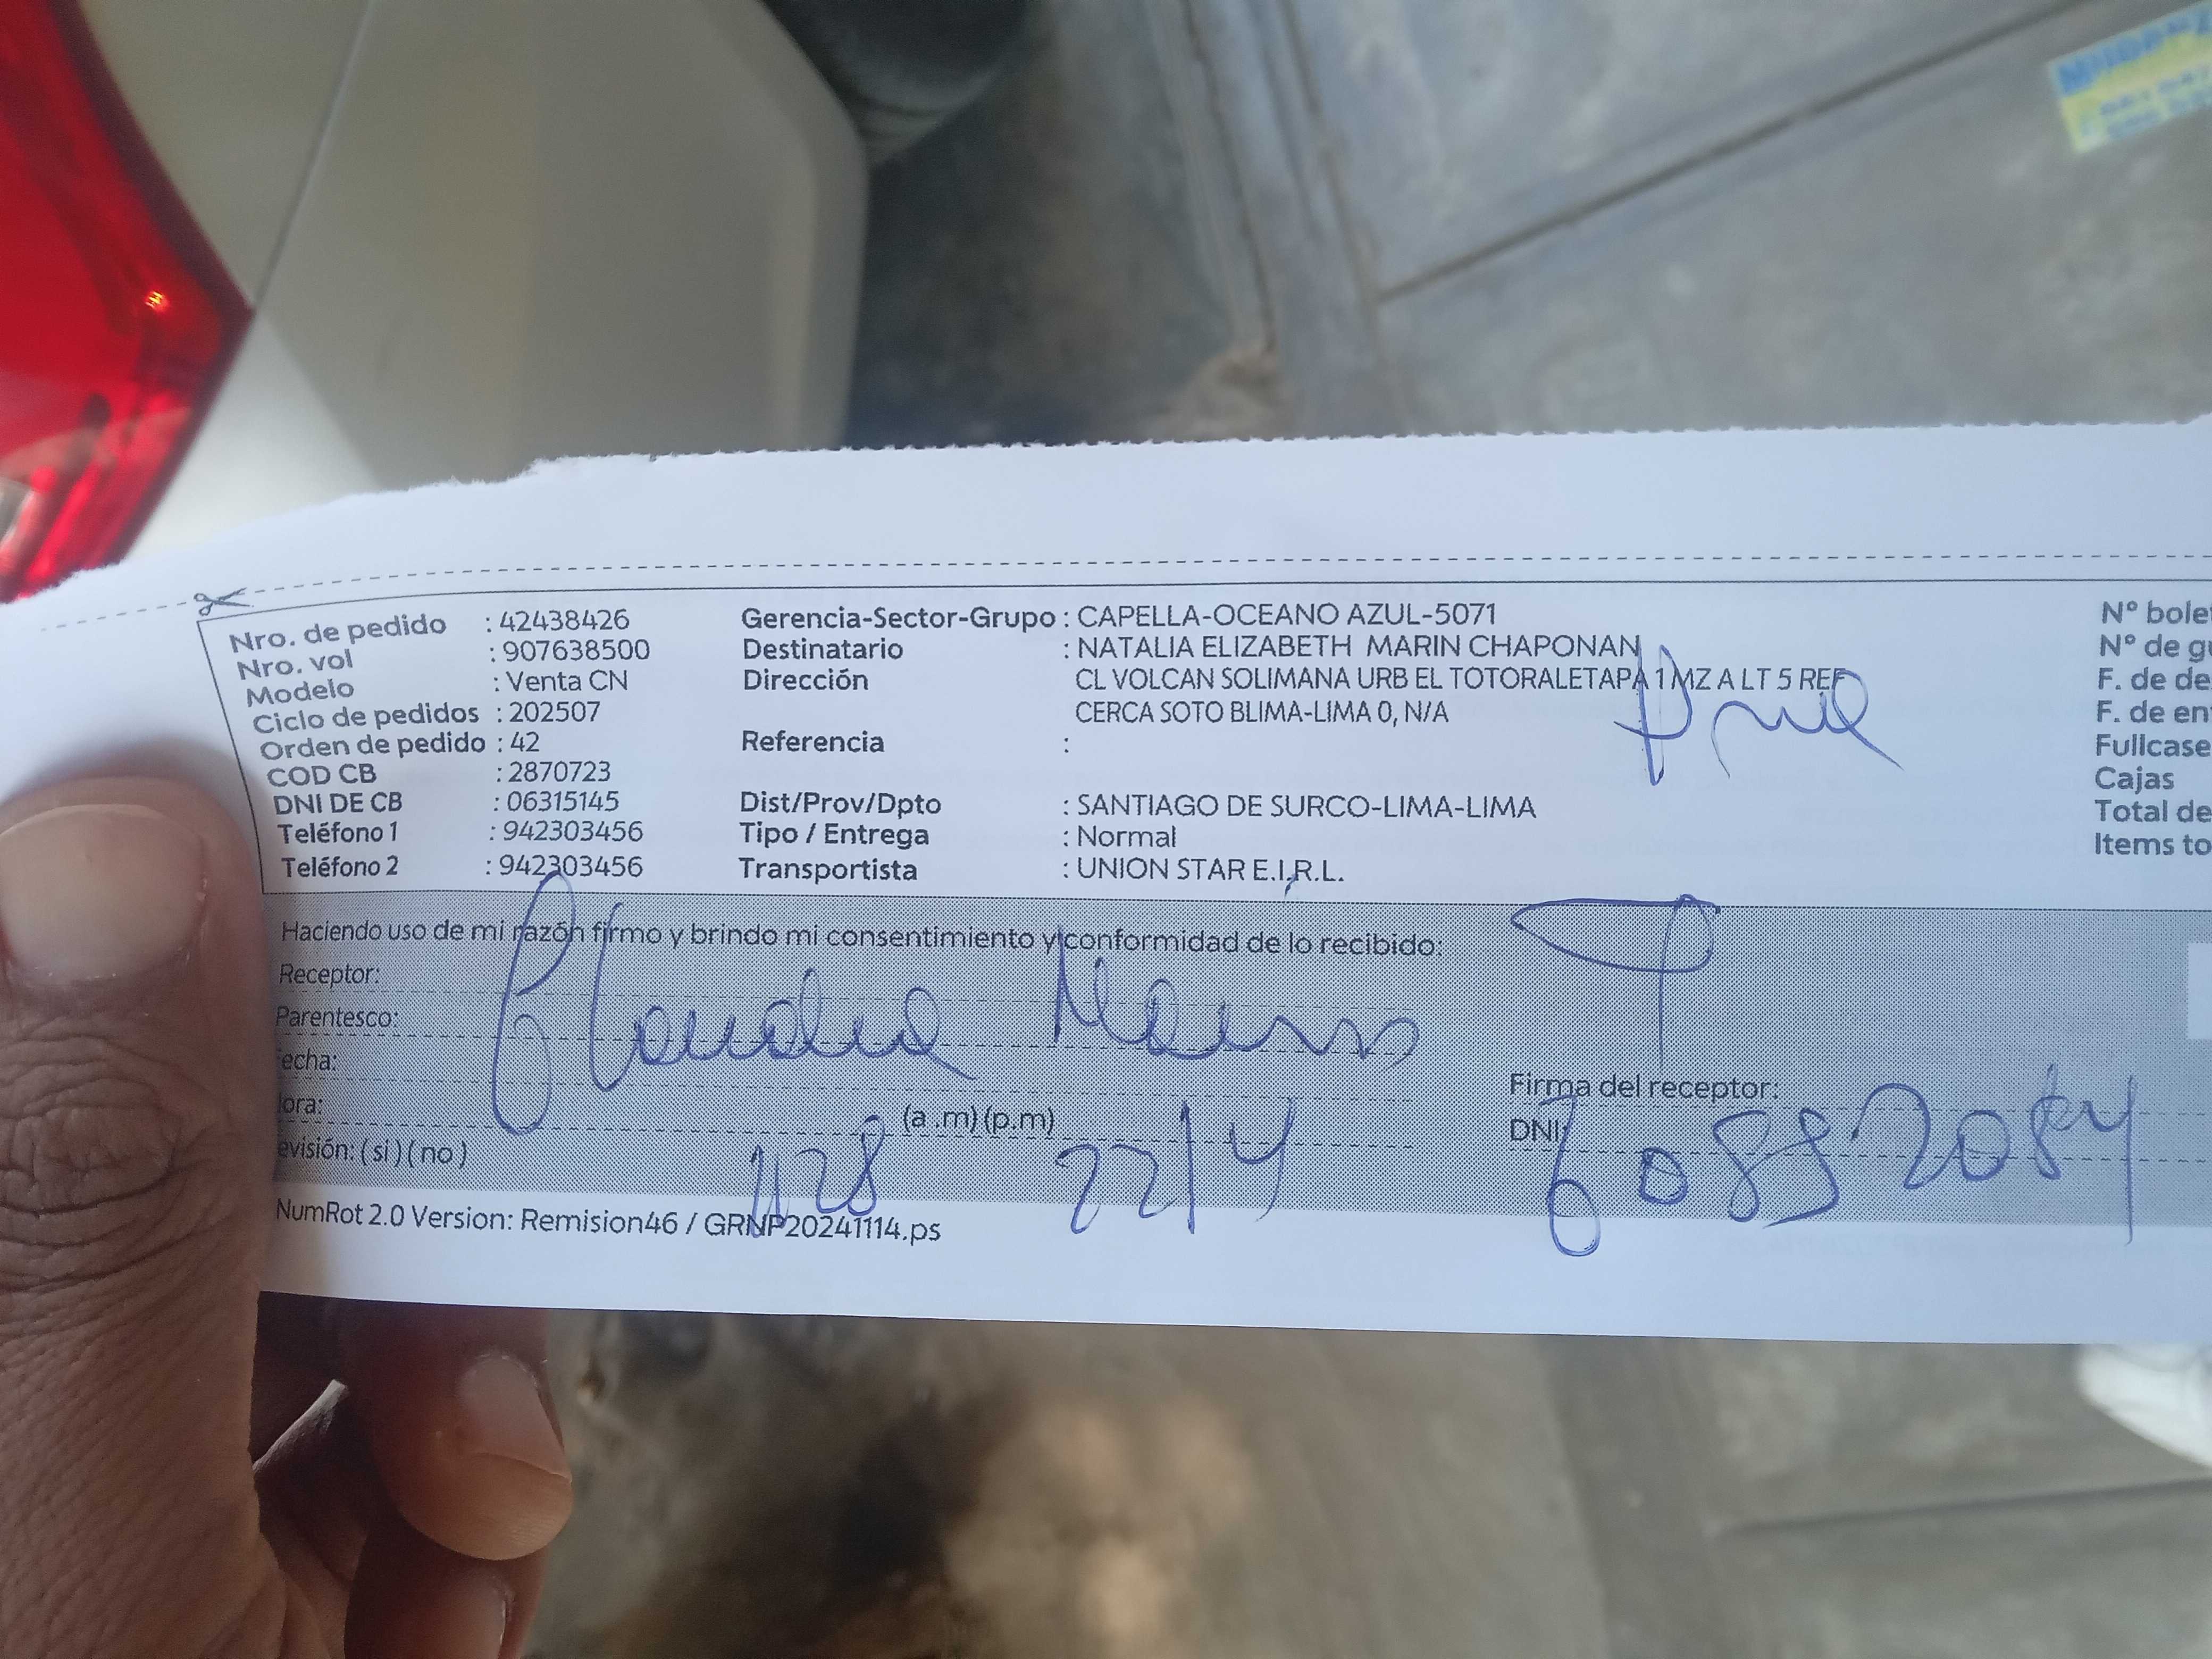 Nro. de pedido : 42438426
Nro. vol : 907638500
Modelo : Venta CN
Ciclo de pedidos : 202507
Orden de pedido : 42
COD CB : 2870723
DNI DE CB : 06315145
Teléfono 1 : 942303456
Teléfono 2 : 942303456
Gerencia-Sector-Grupo : CAPELLA-OCEANO AZUL-5071
Destinatario : NATALIA ELIZABETH MARIN CHAPONAN
Dirección CL VOLCAN SOLIMANA URB EL TOTORALETAPA 1 MZ A LT 5 REF
CERCA SOTO BLIMA-LIMA 0, N/A
Referencia :
Dist/Prov/Dpto : SANTIAGO DE SURCO-LIMA-LIMA
Tipo / Entrega : Normal
Transportista : UNION STAR E.I.R.L.
N° bole
N° de g
F. de de
F. de en
Fullcase
Cajas
Total de
Items to
Haciendo uso de mi razón firmo y brindo mi consentimiento y conformidad de lo recibido:
Receptor:
Parentesco:
echa:
ora:
(a .m) (p.m)
evisión: ( si ) ( no )
Claudia
1128 22/4
Firma del receptor:
DNI:
NumRot 2.0 Version: Remision46 / GRNP20241114.ps